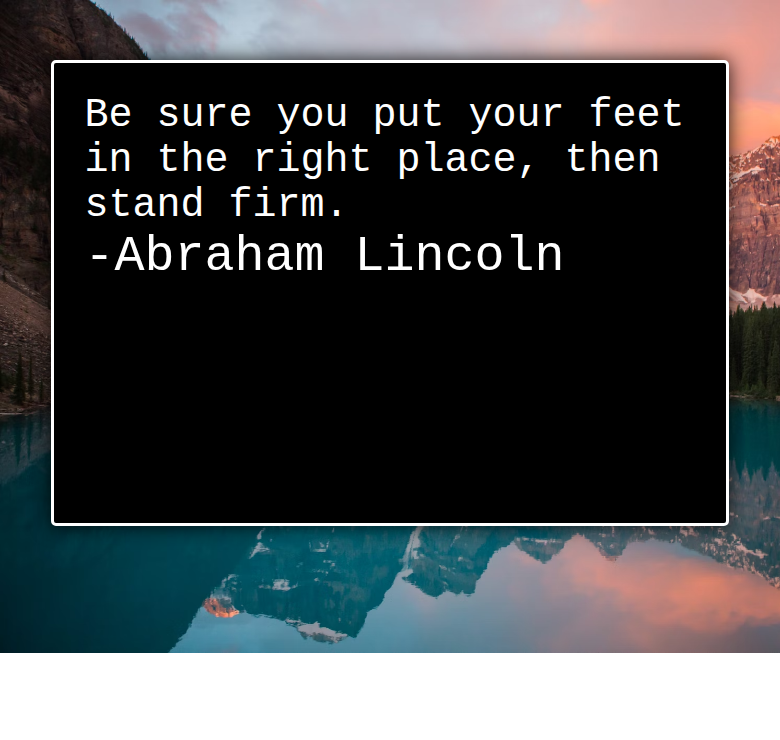 Be sure you put your feet
in the right place, then
stand firm.
-Abraham Lincoln